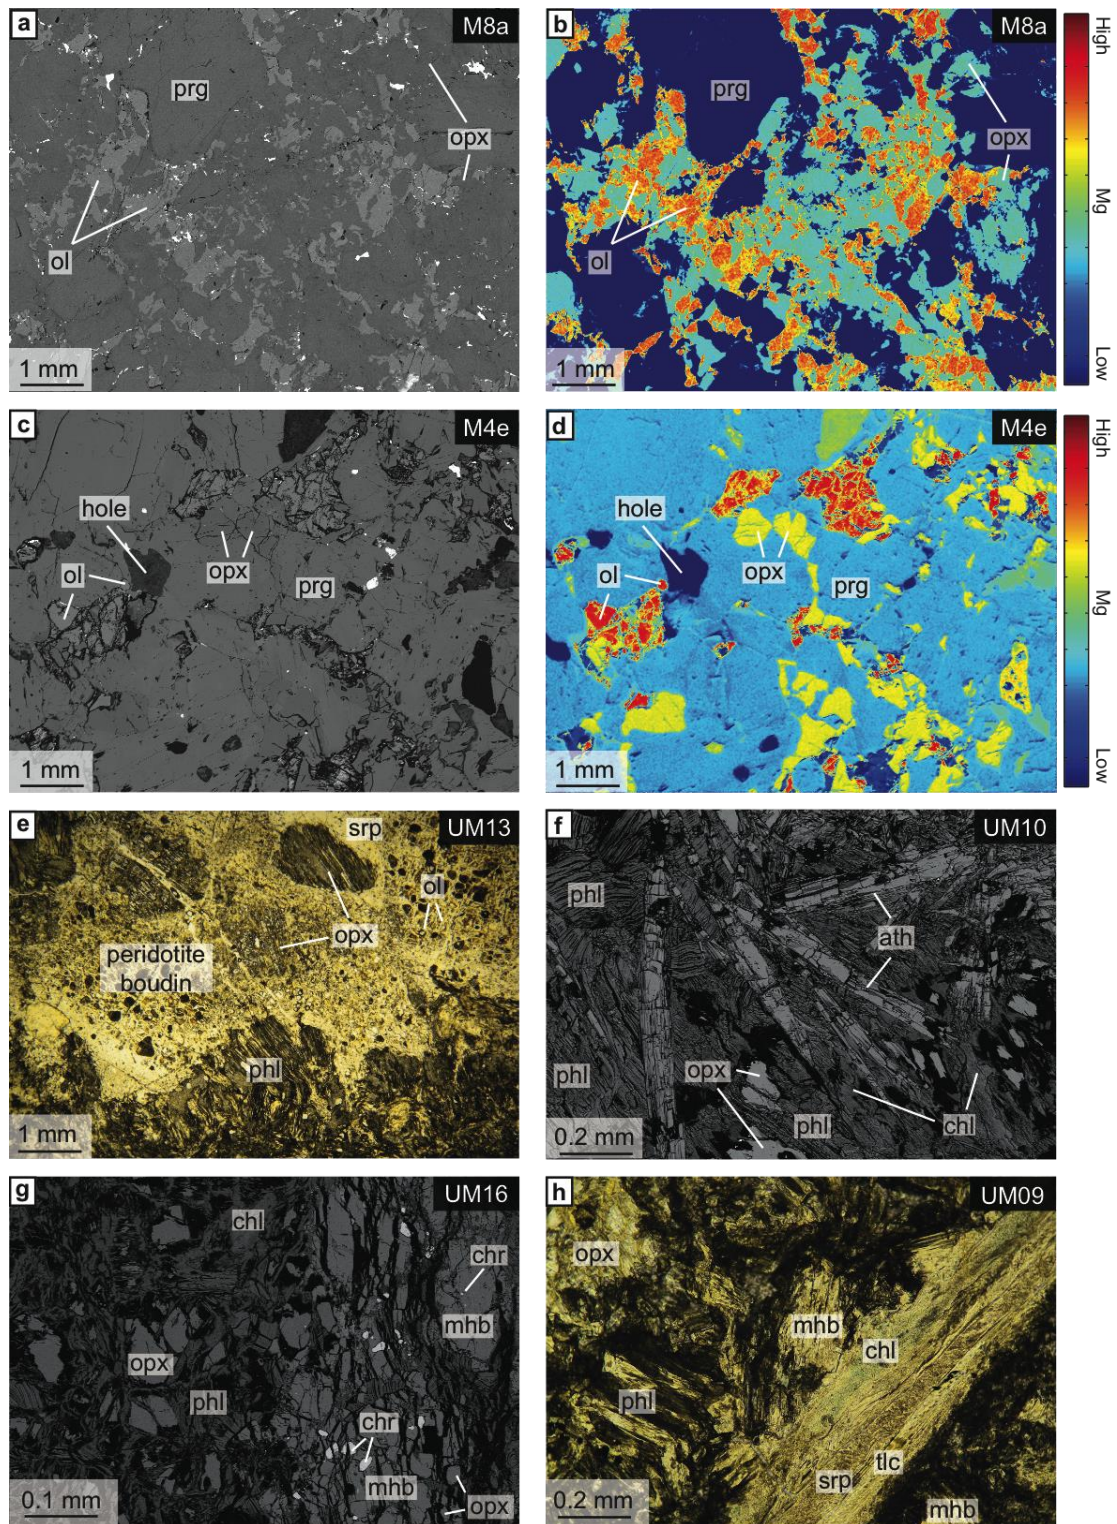 a
M8a
prg
opx
ol
1 mm
b
M8a
prg
opx
ol
High
Mg
Low
c
M4e
hole
ol
opx
prg
1 mm
d
M4e
hole
ol
opx
prg
1 mm
High
Mg
Low
e
UM13
srp
ol
opx
peridotite
boudin
phl
1 mm
f
UM10
phl
ath
phl
opx
phl
chl
0.2 mm
g
UM16
chl
chr
mhb
opx
phl
chr
mhb
opx
0.1 mm
h
UM09
opx
mhb
chl
phl
tlc
srp
mhb
0.2 mm